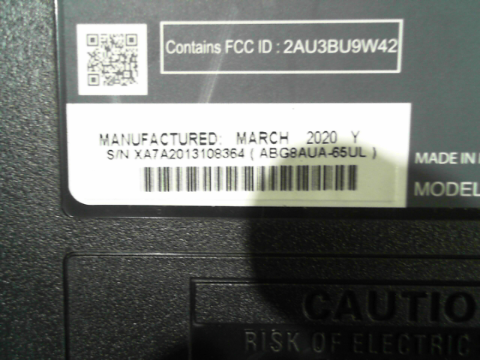 Contains FCC ID : 2AU3BU9W42
MANUFACTURED: MARCH 2020 Y
S/N XA7A2013108364 ( ABG8AUA-65UL )
MADE IN
MODEL
CAUTIO
RISK OF ELECTRIC